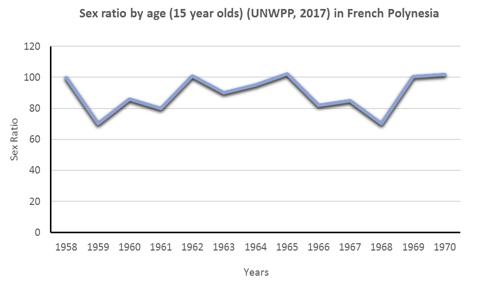 Sex ratio by age (15 year olds) (UNWPP, 2017) in French Polynesia
120
100
80
60
40
20
0
Sex Ratio
1958 1959 1960 1961 1962 1963 1964 1965 1966 1967 1968 1969 1970
Years